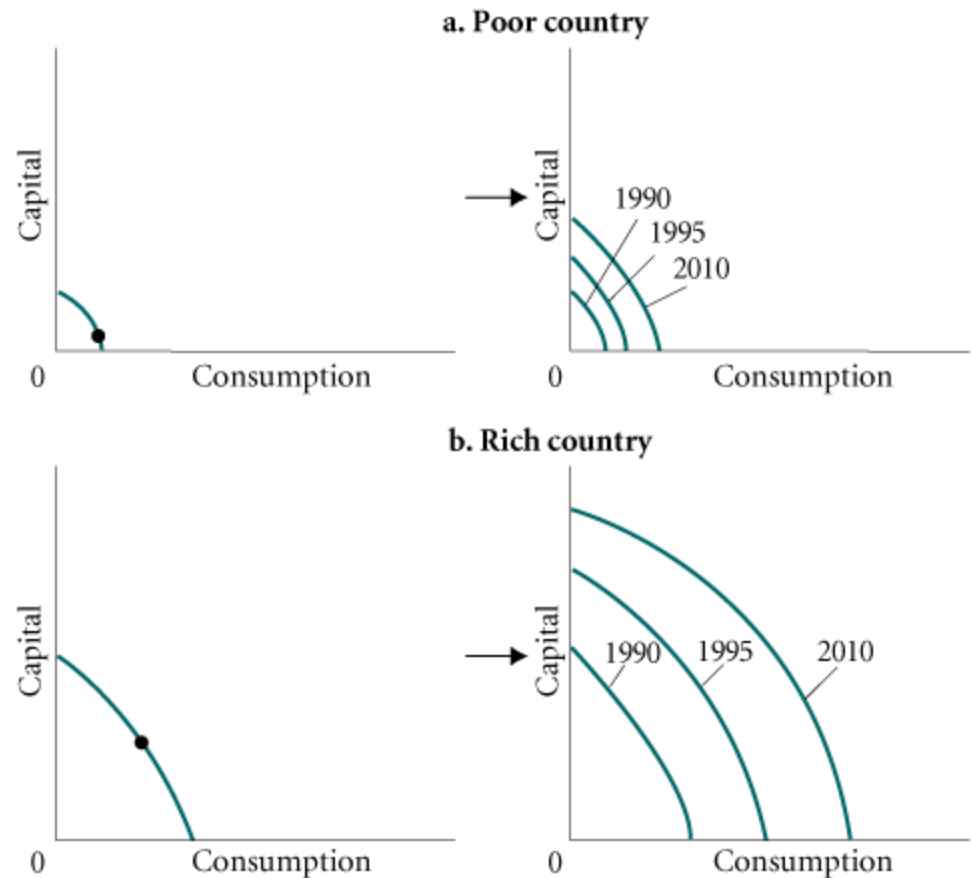 a. Poor country
Capital
0
Consumption
Capital
1990
1995
2010
0
Consumption
b. Rich country
Capital
0
Consumption
Capital
1990
1995
2010
0
Consumption